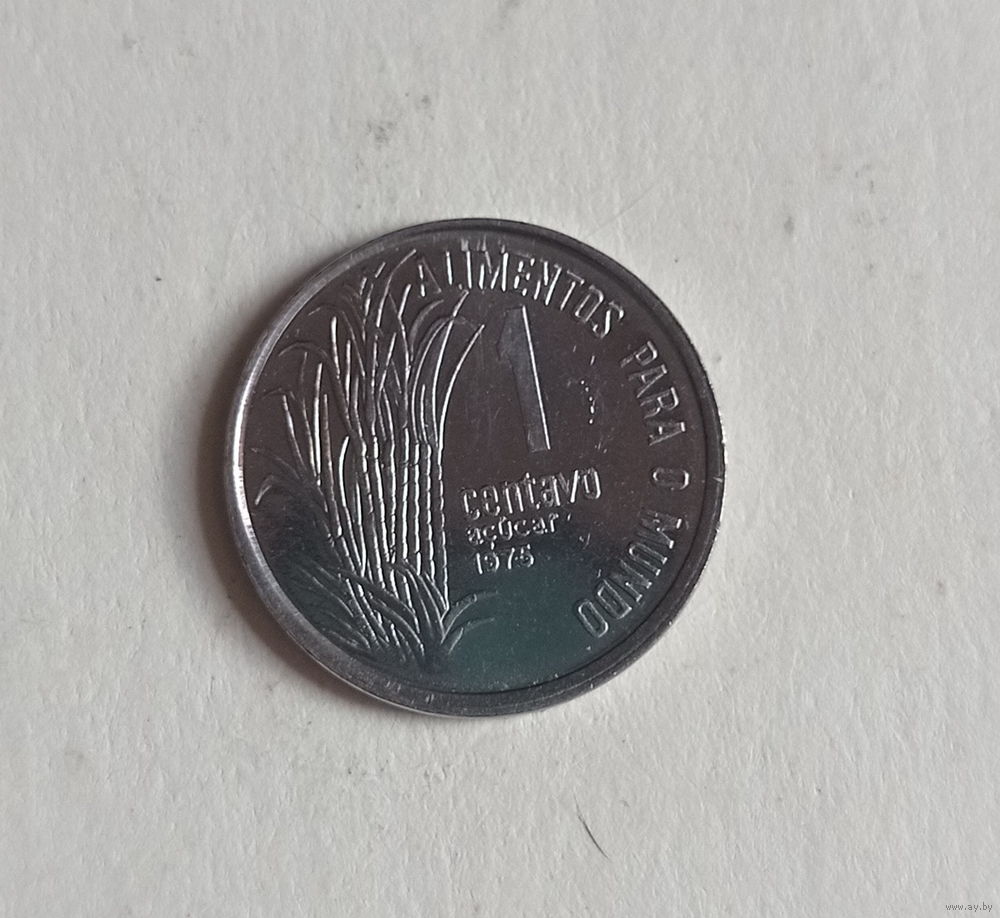 ALIMENTOS PARA O MUNDO
1
centavo
açúcar
1975
www.ay.by